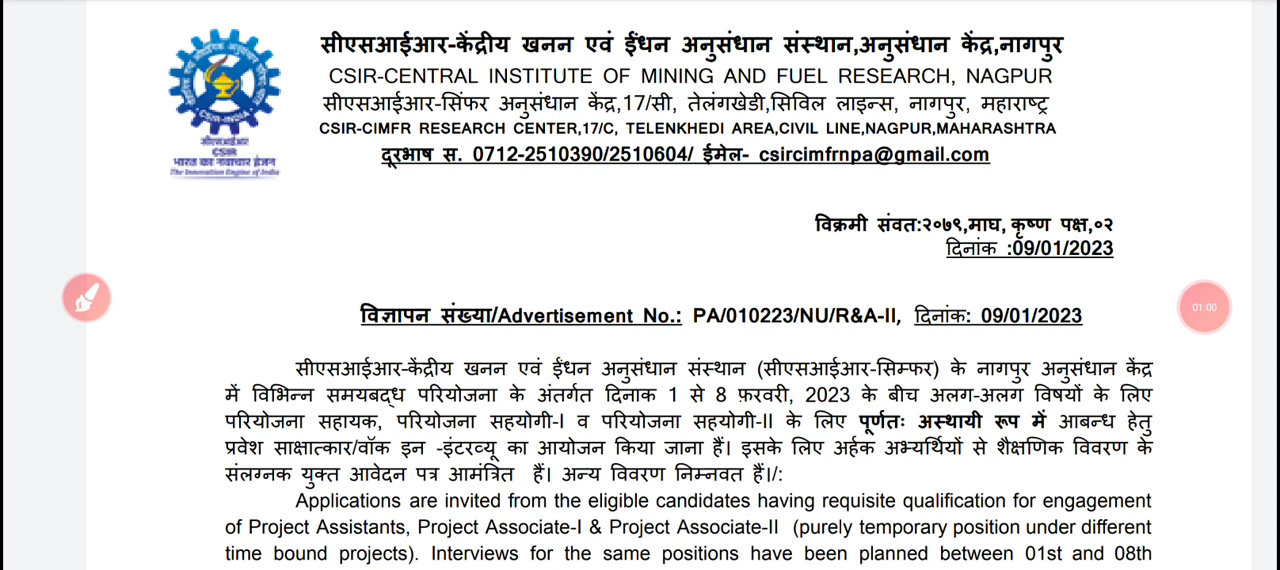 सीएसआईआर-केंद्रीय खनन एवं ईंधन अनुसंधान संस्थान,अनुसंधान केंद्र,नागपुर
CSIR-CENTRAL INSTITUTE OF MINING AND FUEL RESEARCH, NAGPUR
सीएसआईआर-सिंफर अनुसंधान केंद्र,17/सी, तेलंगखेडी,सिविल लाइन्स, नागपुर, महाराष्ट्र
CSIR-CIMFR RESEARCH CENTER,17/C, TELENKHEDI AREA,CIVIL LINE,NAGPUR,MAHARASHTRA
दूरभाष स. 0712-2510390/2510604/ ईमेल- csircimfrnpa@gmail.com
सीएसआईआर
CSIR
भारत का नवाचार इंजन
The Innovation Engine of India
विक्रमी संवत:२०७९,माघ, कृष्ण पक्ष,०२
दिनांक :09/01/2023
01:00
विज्ञापन संख्या/Advertisement No.: PA/010223/NU/R&A-II, दिनांक: 09/01/2023
सीएसआईआर-केंद्रीय खनन एवं ईंधन अनुसंधान संस्थान (सीएसआईआर-सिम्फर) के नागपुर अनुसंधान केंद्र
में विभिन्न समयबद्ध परियोजना के अंतर्गत दिनाक 1 से 8 फ़रवरी, 2023 के बीच अलग-अलग विषयों के लिए
परियोजना सहायक, परियोजना सहयोगी-I व परियोजना सहयोगी-II के लिए पूर्णतः अस्थायी रूप में आबन्ध हेतु
प्रवेश साक्षात्कार/वॉक इन -इंटरव्यू का आयोजन किया जाना हैं। इसके लिए अर्हक अभ्यर्थियों से शैक्षणिक विवरण के
संलग्नक युक्त आवेदन पत्र आमंत्रित हैं। अन्य विवरण निम्नवत हैं।/:
Applications are invited from the eligible candidates having requisite qualification for engagement
of Project Assistants, Project Associate-I & Project Associate-II (purely temporary position under different
time bound projects). Interviews for the same positions have been planned between 01st and 08th